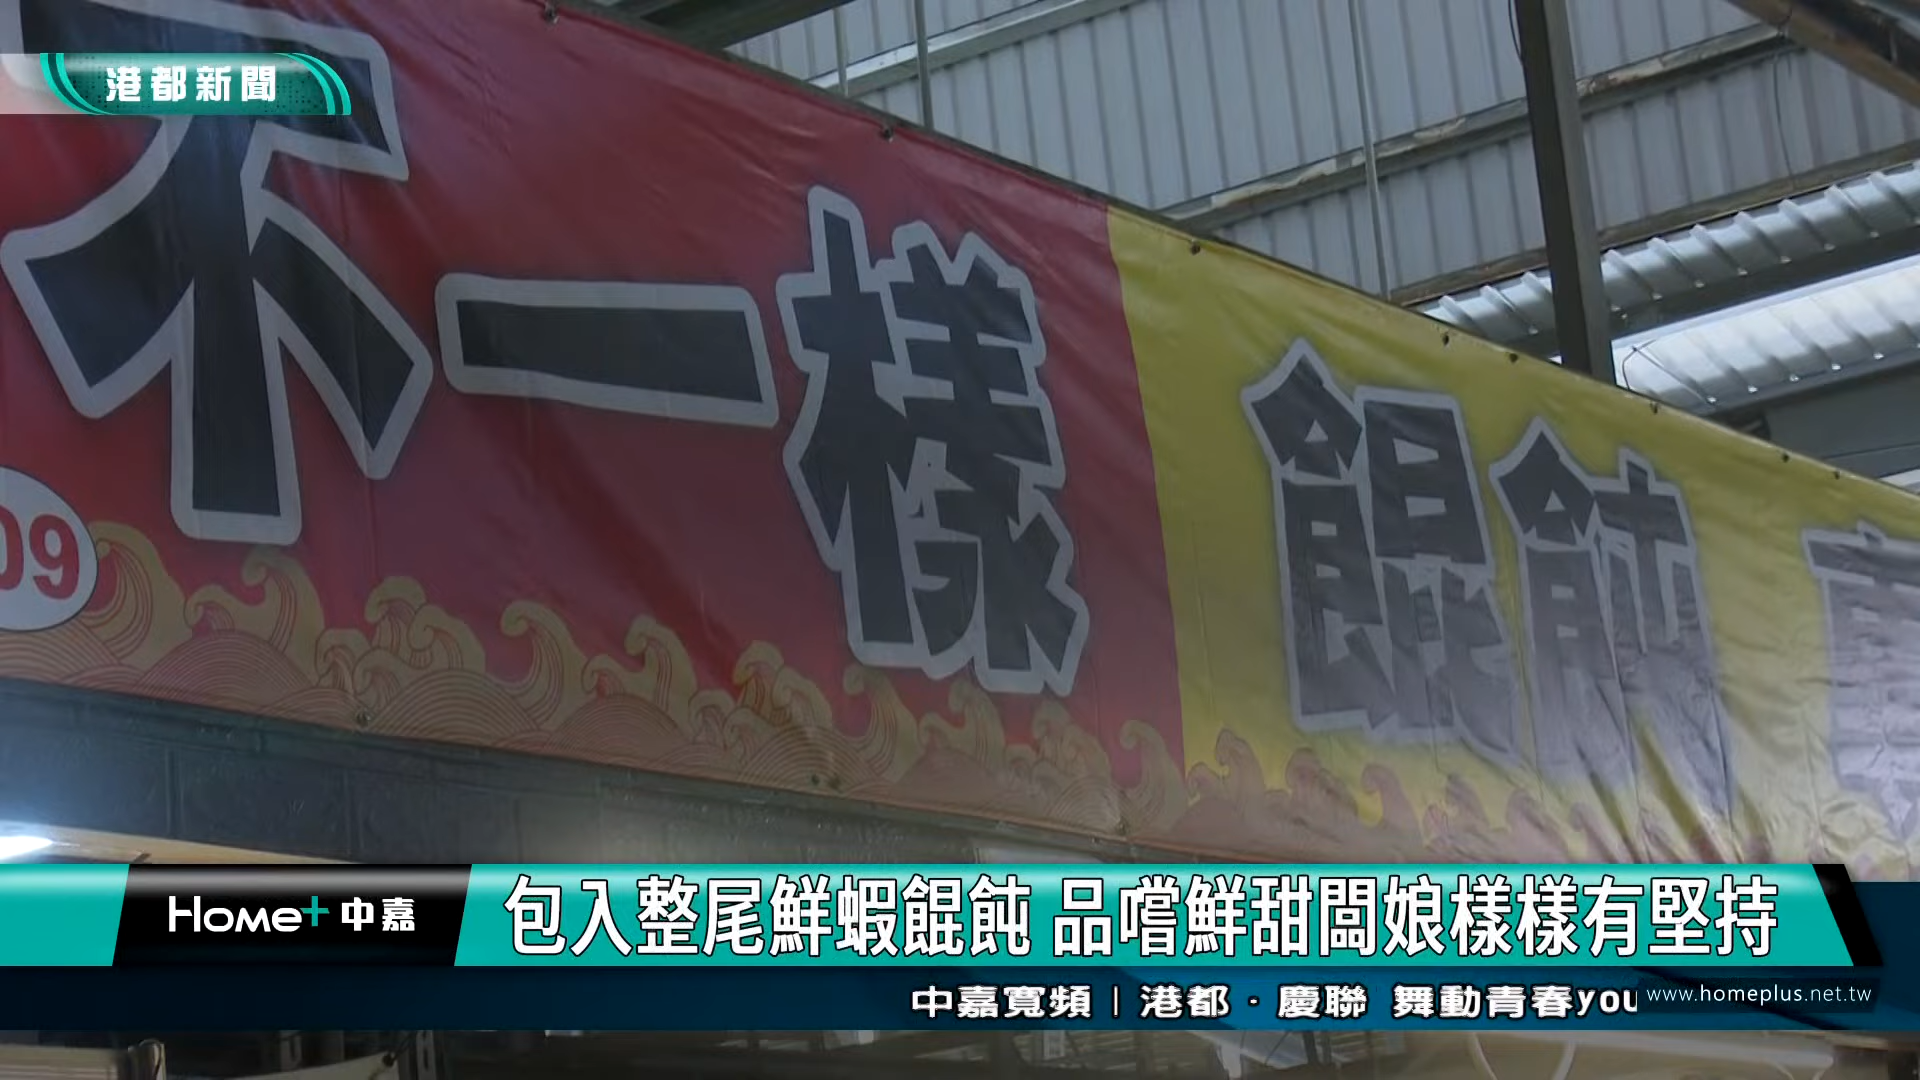 港都新聞
不一樣 餛飩
09
Home+中嘉
包入整尾鮮蝦餛飩 品嚐鮮甜闆娘樣樣有堅持
中嘉寬頻｜港都·慶聯 舞動青春you
www.homeplus.net.tw